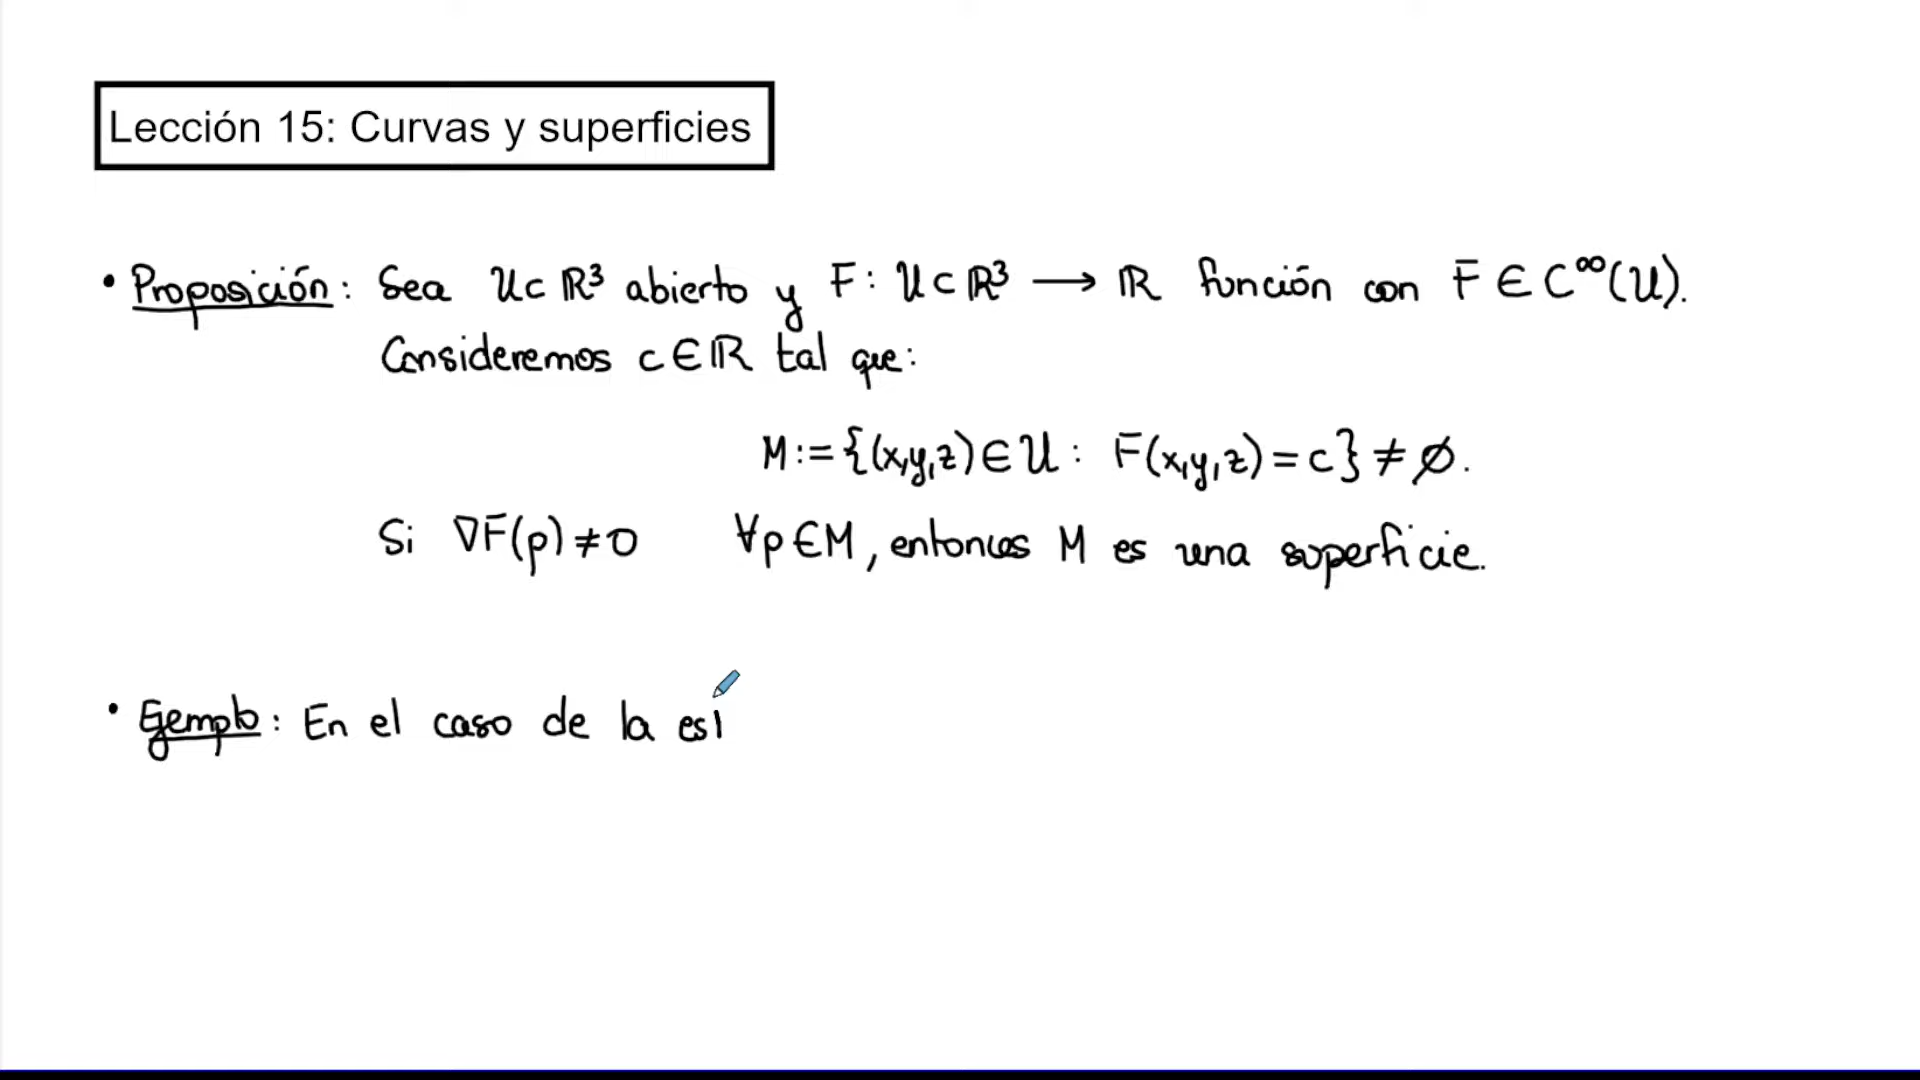 Lección 15: Curvas y superficies
• Proposición: Sea U⊂ℝ³ abierto y F: U⊂ℝ³ ⟶ ℝ función con F∈C^∞(U).
Consideremos c∈ℝ tal que:
M:={(x,y,z)∈U: F(x,y,z)=c}≠∅.
Si ∇F(p)≠0 ∀p∈M, entonces M es una superficie.
• Ejemplo: En el caso de la es